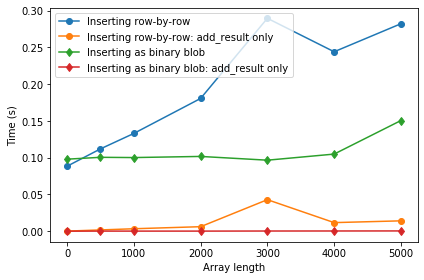 0.30
0.25
0.20
0.15
0.10
0.05
0.00
Time (s)
Inserting row-by-row
Inserting row-by-row: add_result only
Inserting as binary blob
Inserting as binary blob: add_result only
0 1000 2000 3000 4000 5000
Array length